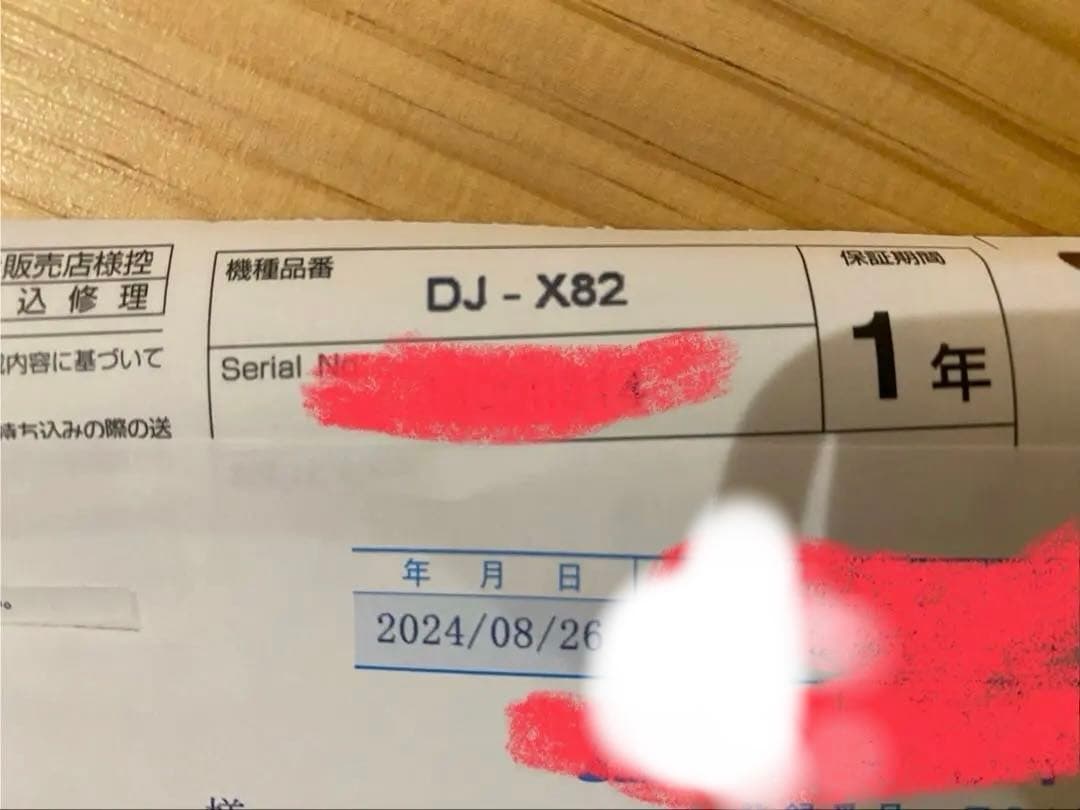 販売店様控
込修理
機種品番
DJ - X82
保証期間
1年
内容に基づいて
Serial No
持ち込みの際の送
年 月 日
2024/08/26
様